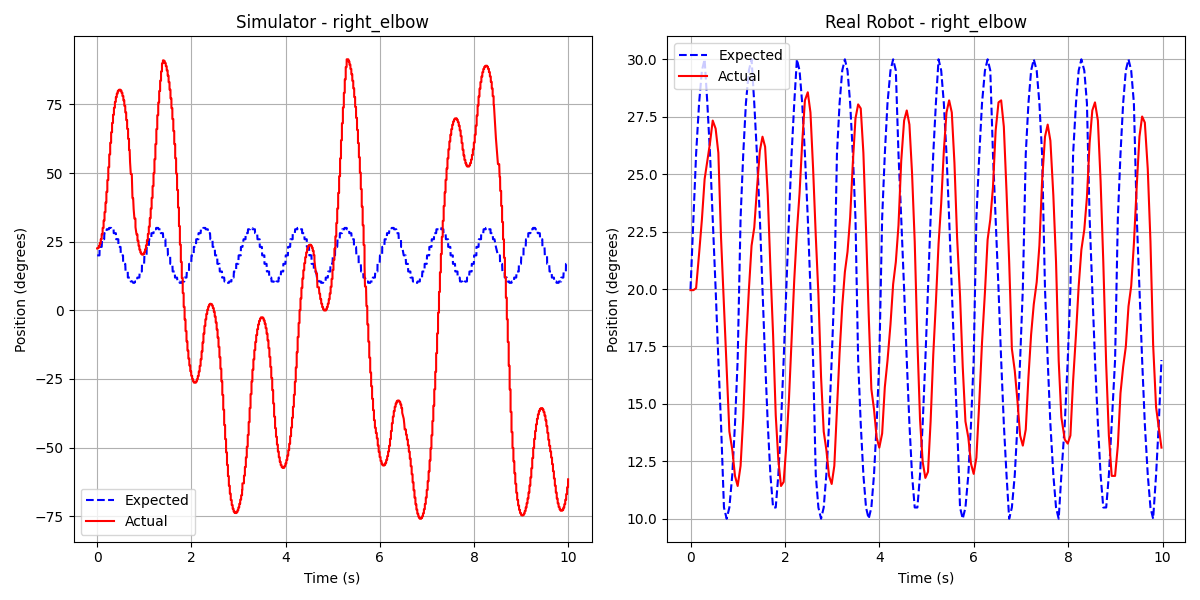 Simulator - right_elbow
Position (degrees)
75
50
25
0
−25
−50
−75
Expected
Actual
0
2
4
6
8
10
Time (s)
Real Robot - right_elbow
Position (degrees)
30.0
27.5
25.0
22.5
20.0
17.5
15.0
12.5
10.0
Expected
Actual
0
2
4
6
8
10
Time (s)